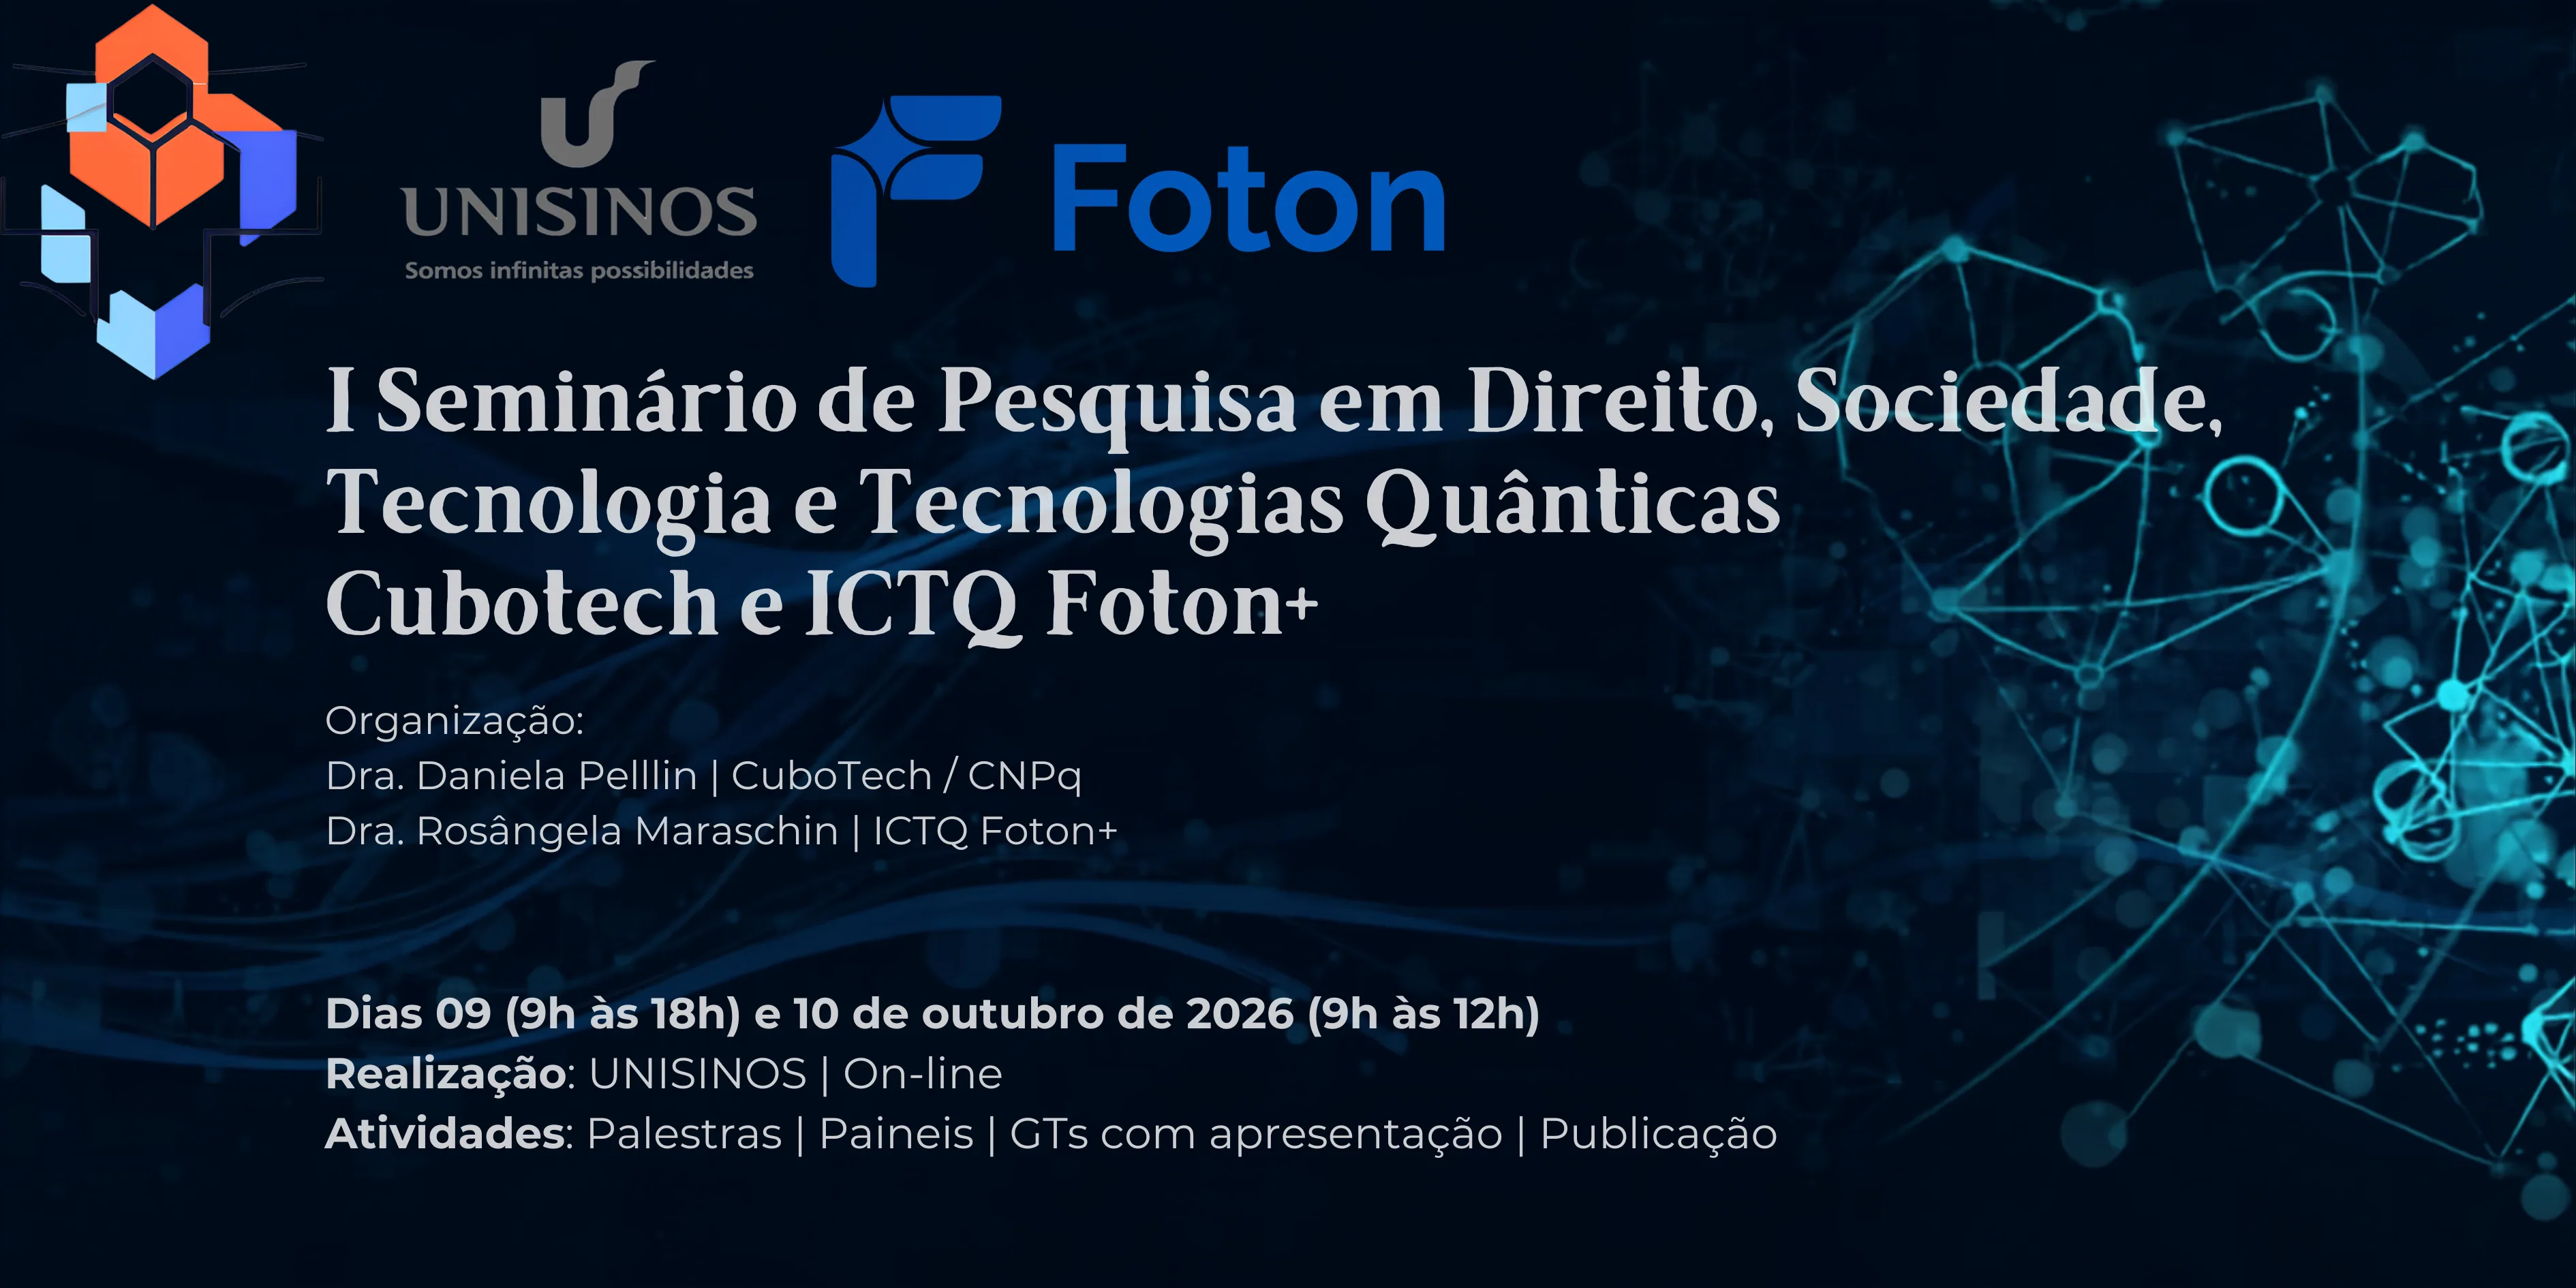 UNISINOS
Somos infinitas possibilidades
Foton
I Seminário de Pesquisa em Direito, Sociedade,
Tecnologia e Tecnologias Quânticas
Cubotech e ICTQ Foton+
Organização:
Dra. Daniela Pelllin | CuboTech / CNPq
Dra. Rosângela Maraschin | ICTQ Foton+
Dias 09 (9h às 18h) e 10 de outubro de 2026 (9h às 12h)
Realização: UNISINOS | On-line
Atividades: Palestras | Paineis | GTs com apresentação | Publicação